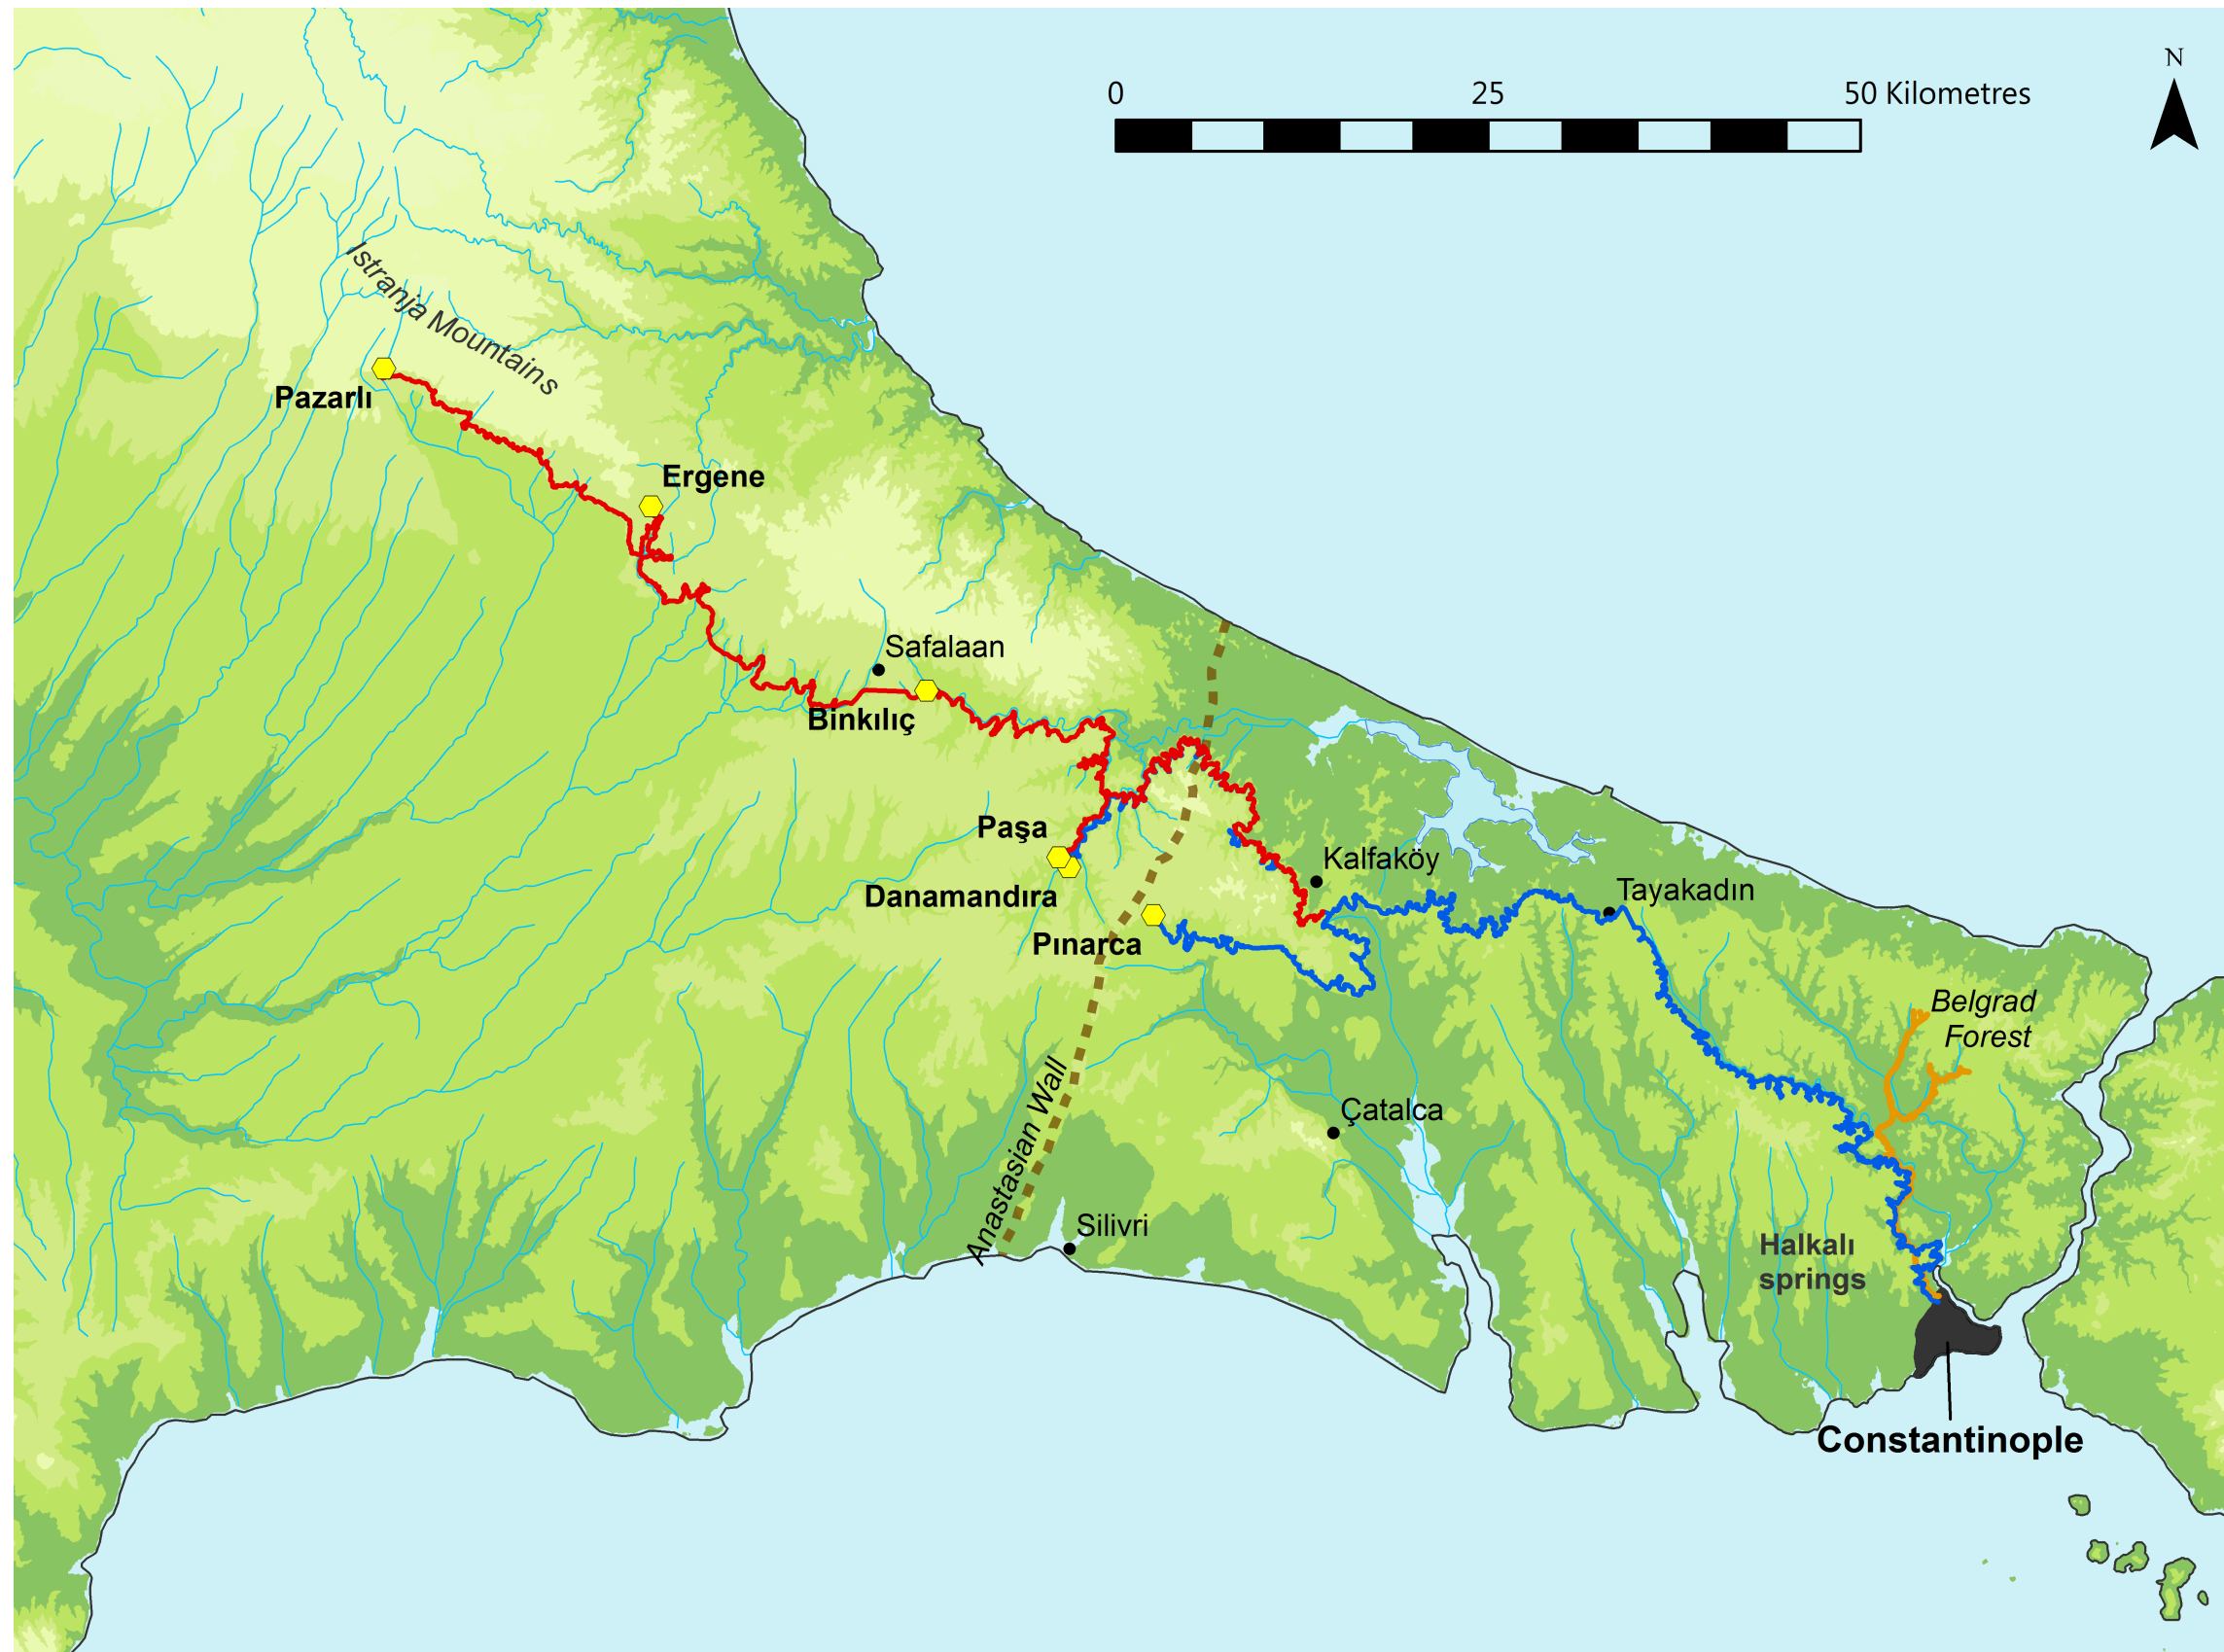 N
0 25 50 Kilometres
Istranja Mountains
Pazarlı
Ergene
Safalaan
Binkılıç
Paşa
Kalfaköy
Danamandıra
Tayakadın
Pınarca
Belgrad
Forest
Anastasian Wall
Çatalca
Silivri
Halkalı
springs
Constantinople